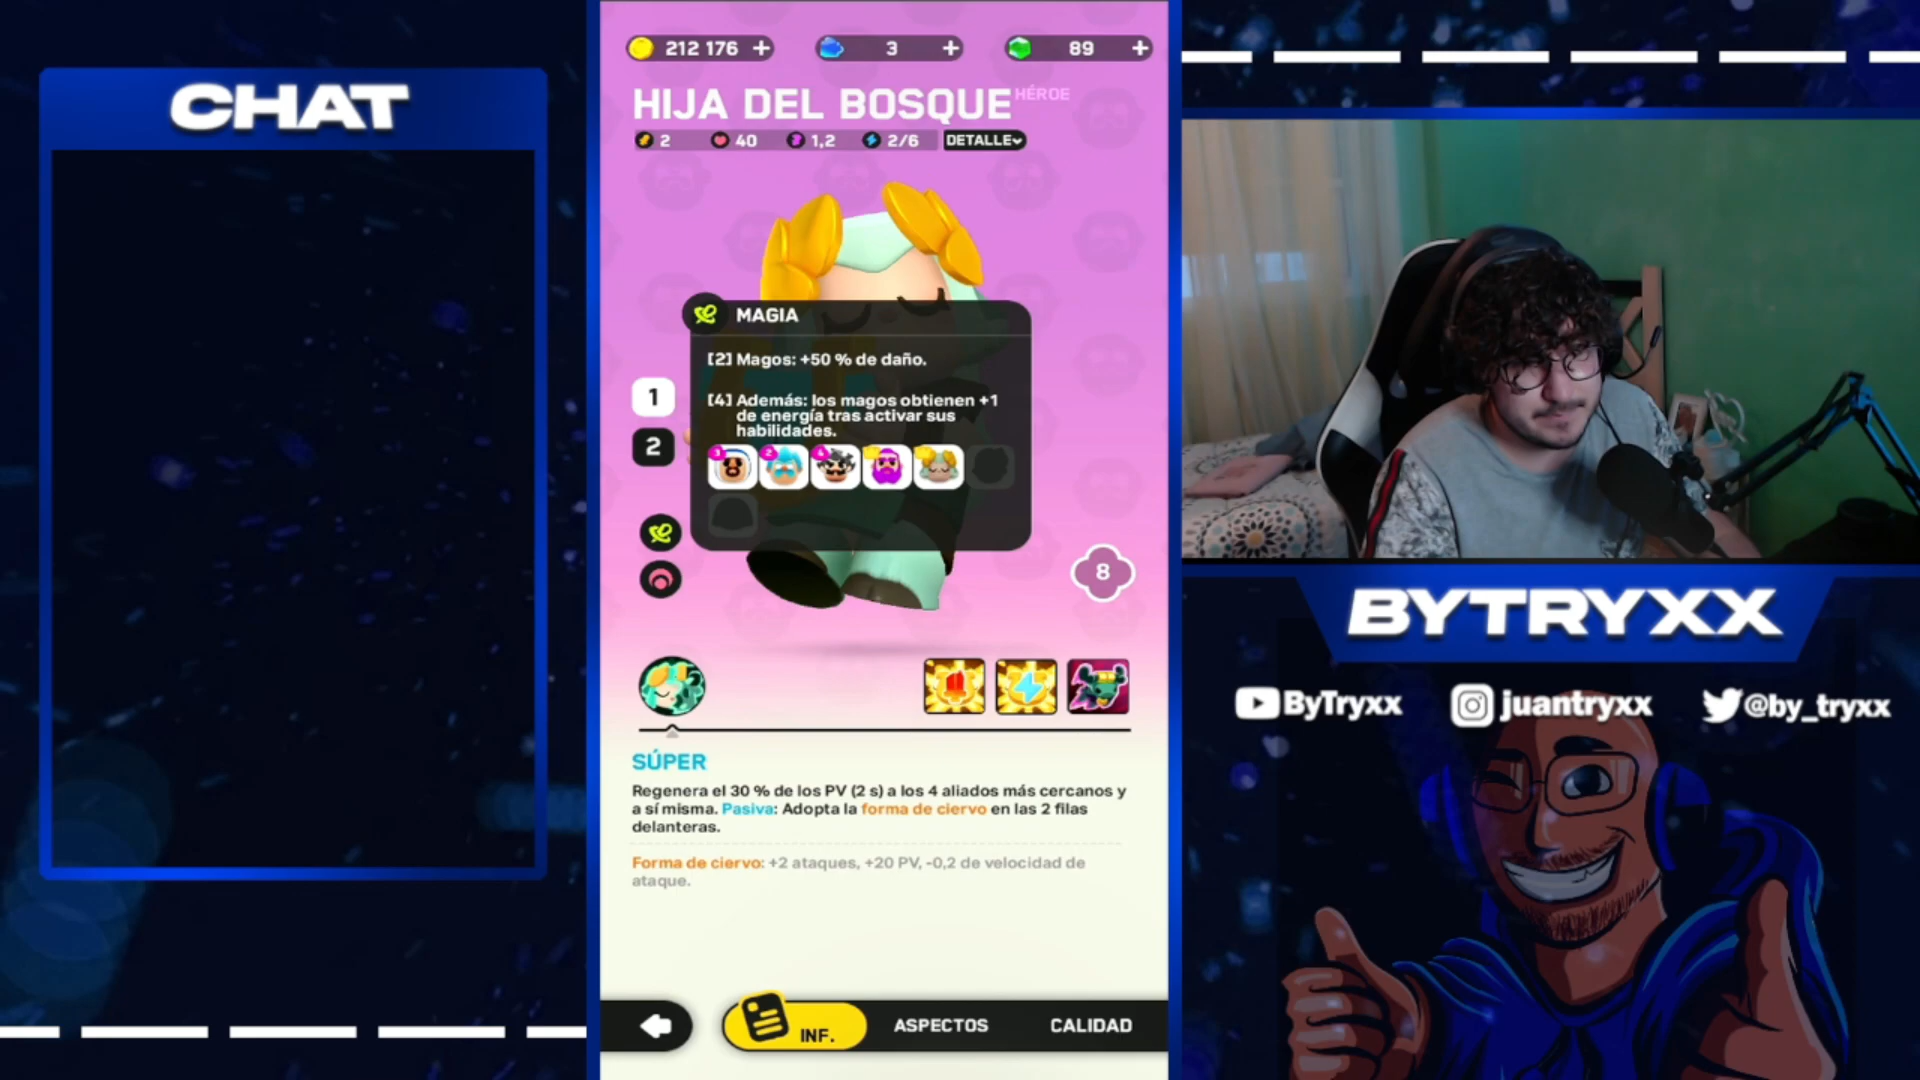 CHAT
212 176
3
89
HIJA DEL BOSQUE HÉROE
2 40 1,2 2/6 DETALLE
MAGIA
[2] Magos: +50 % de daño.
[4] Además: los magos obtienen +1
de energía tras activar sus
habilidades.
3 2 4
1
2
8
SÚPER
Regenera el 30 % de los PV (2 s) a los 4 aliados más cercanos y
a sí misma. Pasiva: Adopta la forma de ciervo en las 2 filas
delanteras.
Forma de ciervo: +2 ataques, +20 PV, -0,2 de velocidad de
ataque.
INF.
ASPECTOS
CALIDAD
BYTRYXX
ByTryxx
juantryxx
@by_tryxx